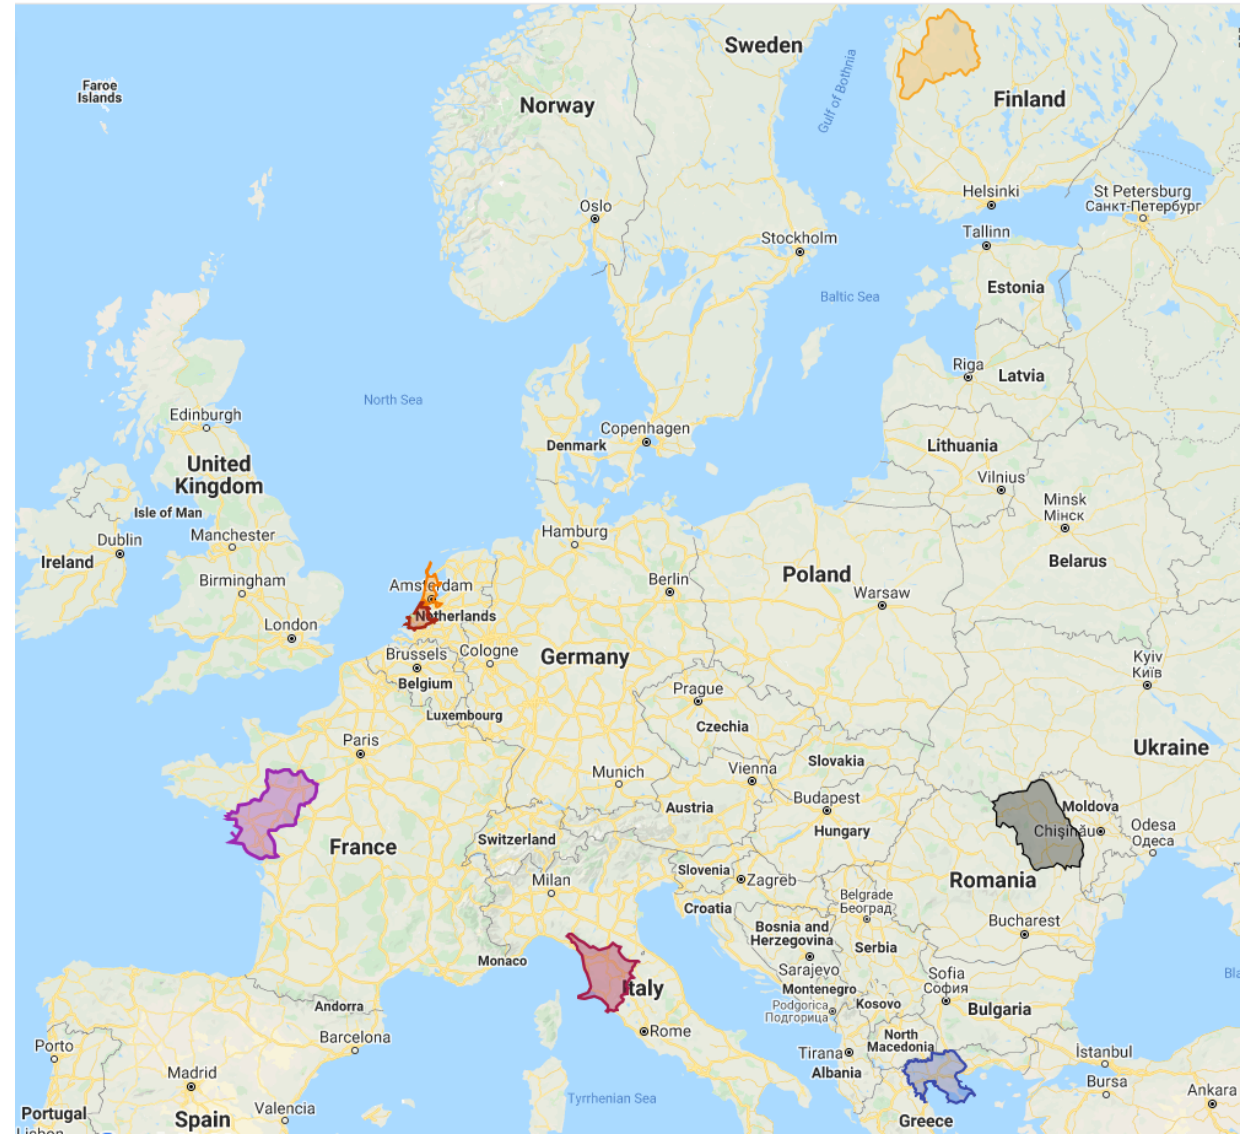 Sweden
Faroe
Islands
Norway
Gulf of Bothnia
Finland
Helsinki
St Petersburg
Санкт-Петербург
Oslo
Tallinn
Stockholm
Estonia
Baltic Sea
Riga
Latvia
North Sea
Edinburgh
Copenhagen
Denmark
Lithuania
United
Kingdom
Vilnius
Minsk
Мінск
Isle of Man
Dublin
Manchester
Hamburg
Ireland
Belarus
Birmingham
Amsterdam
Berlin
Poland
Warsaw
Netherlands
London
Brussels
Cologne
Germany
Kyiv
Київ
Belgium
Prague
Luxembourg
Czechia
Paris
Ukraine
Slovakia
Munich
Vienna
Budapest
Austria
Moldova
Hungary
Chișinău
Odesa
Одеса
Switzerland
France
Slovenia
Zagreb
Romania
Milan
Croatia
Belgrade
Београд
Bosnia and
Herzegovina
Bucharest
Serbia
Monaco
Sarajevo
Sofia
София
Italy
Montenegro
Kosovo
Podgorica
Подгорица
Bulgaria
Andorra
Rome
North
Macedonia
Barcelona
Porto
Tirana
İstanbul
Albania
Madrid
Bursa
Ankara
Tyrrhenian Sea
Portugal
Spain
Valencia
Greece